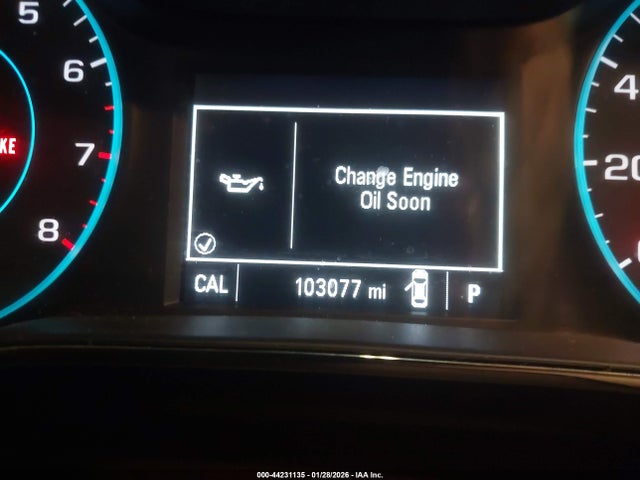 5
6
7
8
KE
Change Engine
Oil Soon
CAL 103077 mi P
4
20
000-44231135 - 01/28/2026 - IAA Inc.